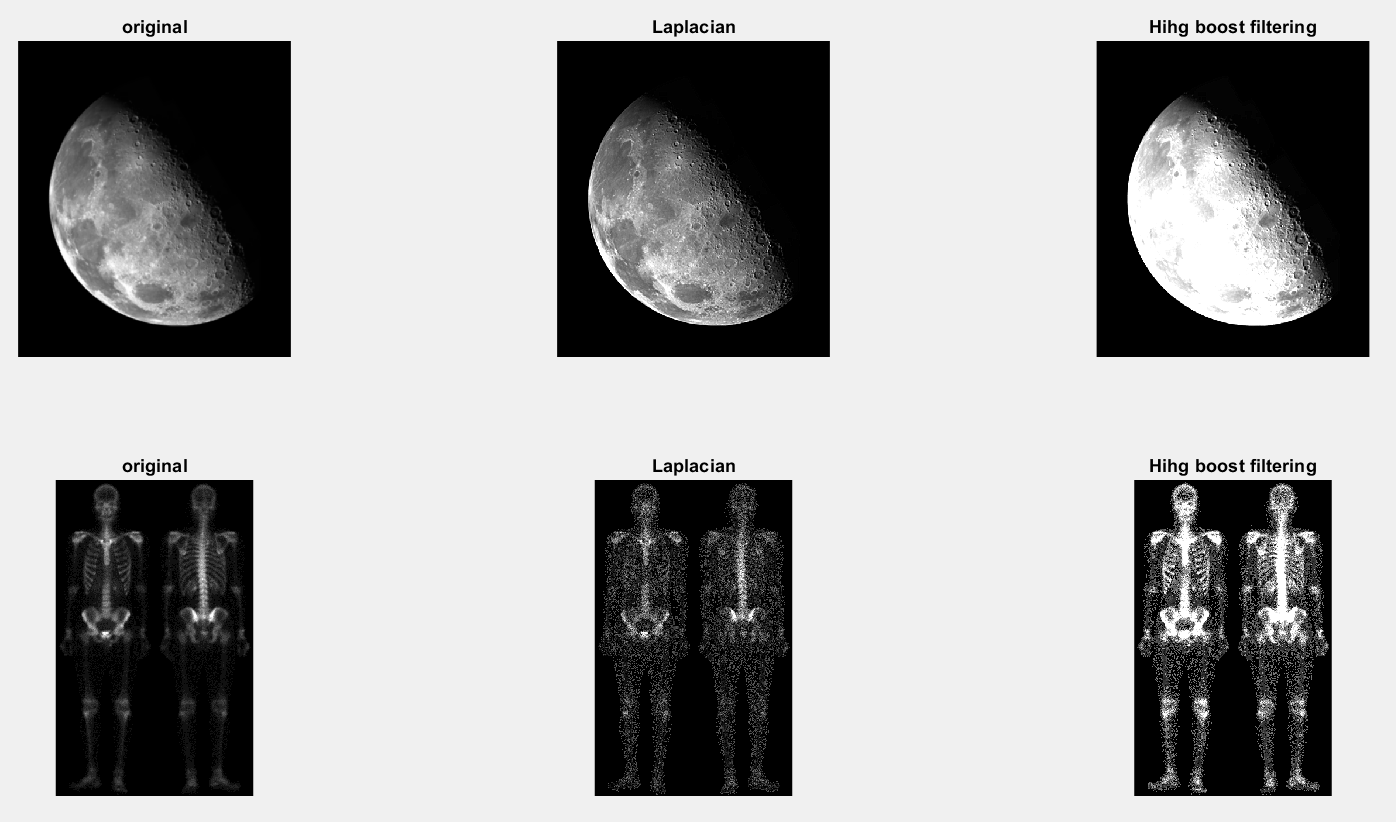 original
Laplacian
Hihg boost filtering
original
Laplacian
Hihg boost filtering